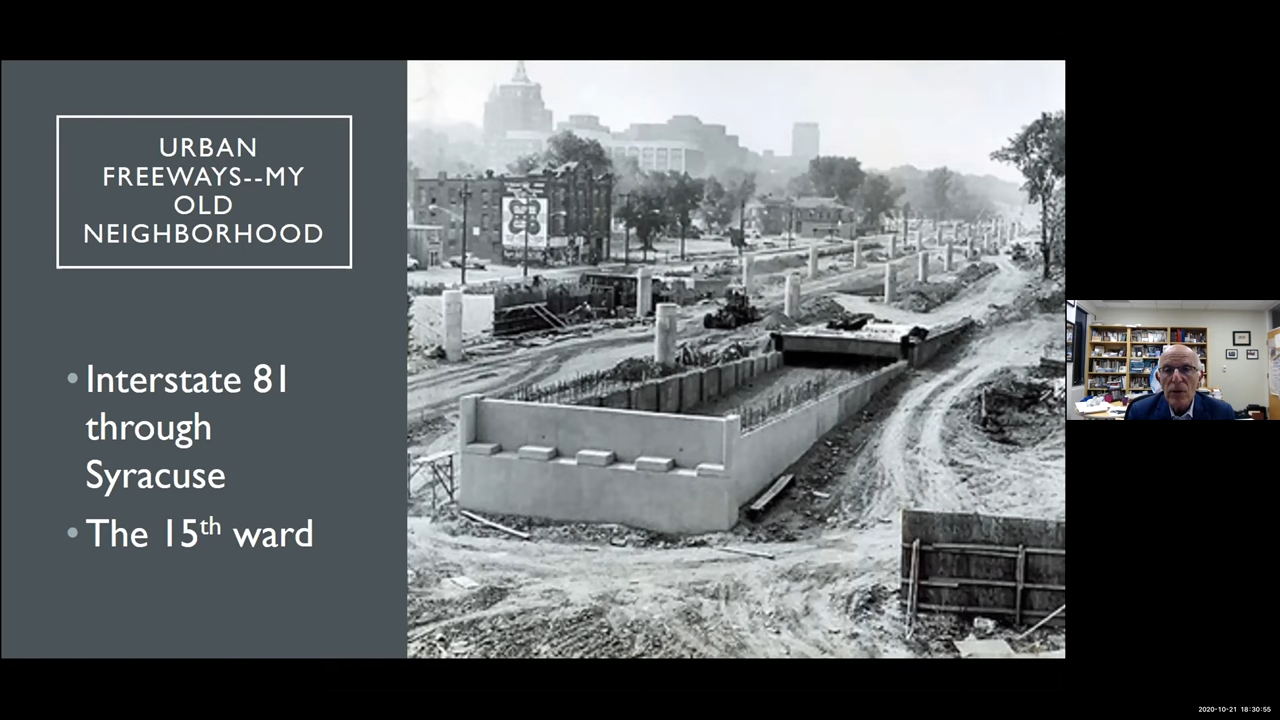 URBAN
FREEWAYS--MY
OLD
NEIGHBORHOOD
• Interstate 81
through
Syracuse
• The 15th ward
2020-10-21 18:30:55